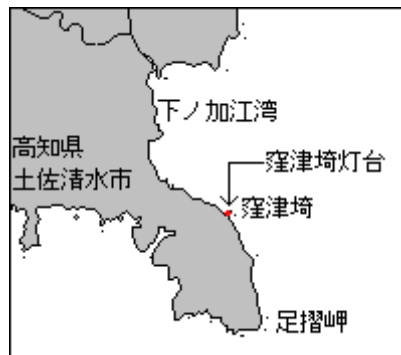 下ノ加江湾
高知県
土佐清水市
窪津埼灯台
窪津埼
足摺岬